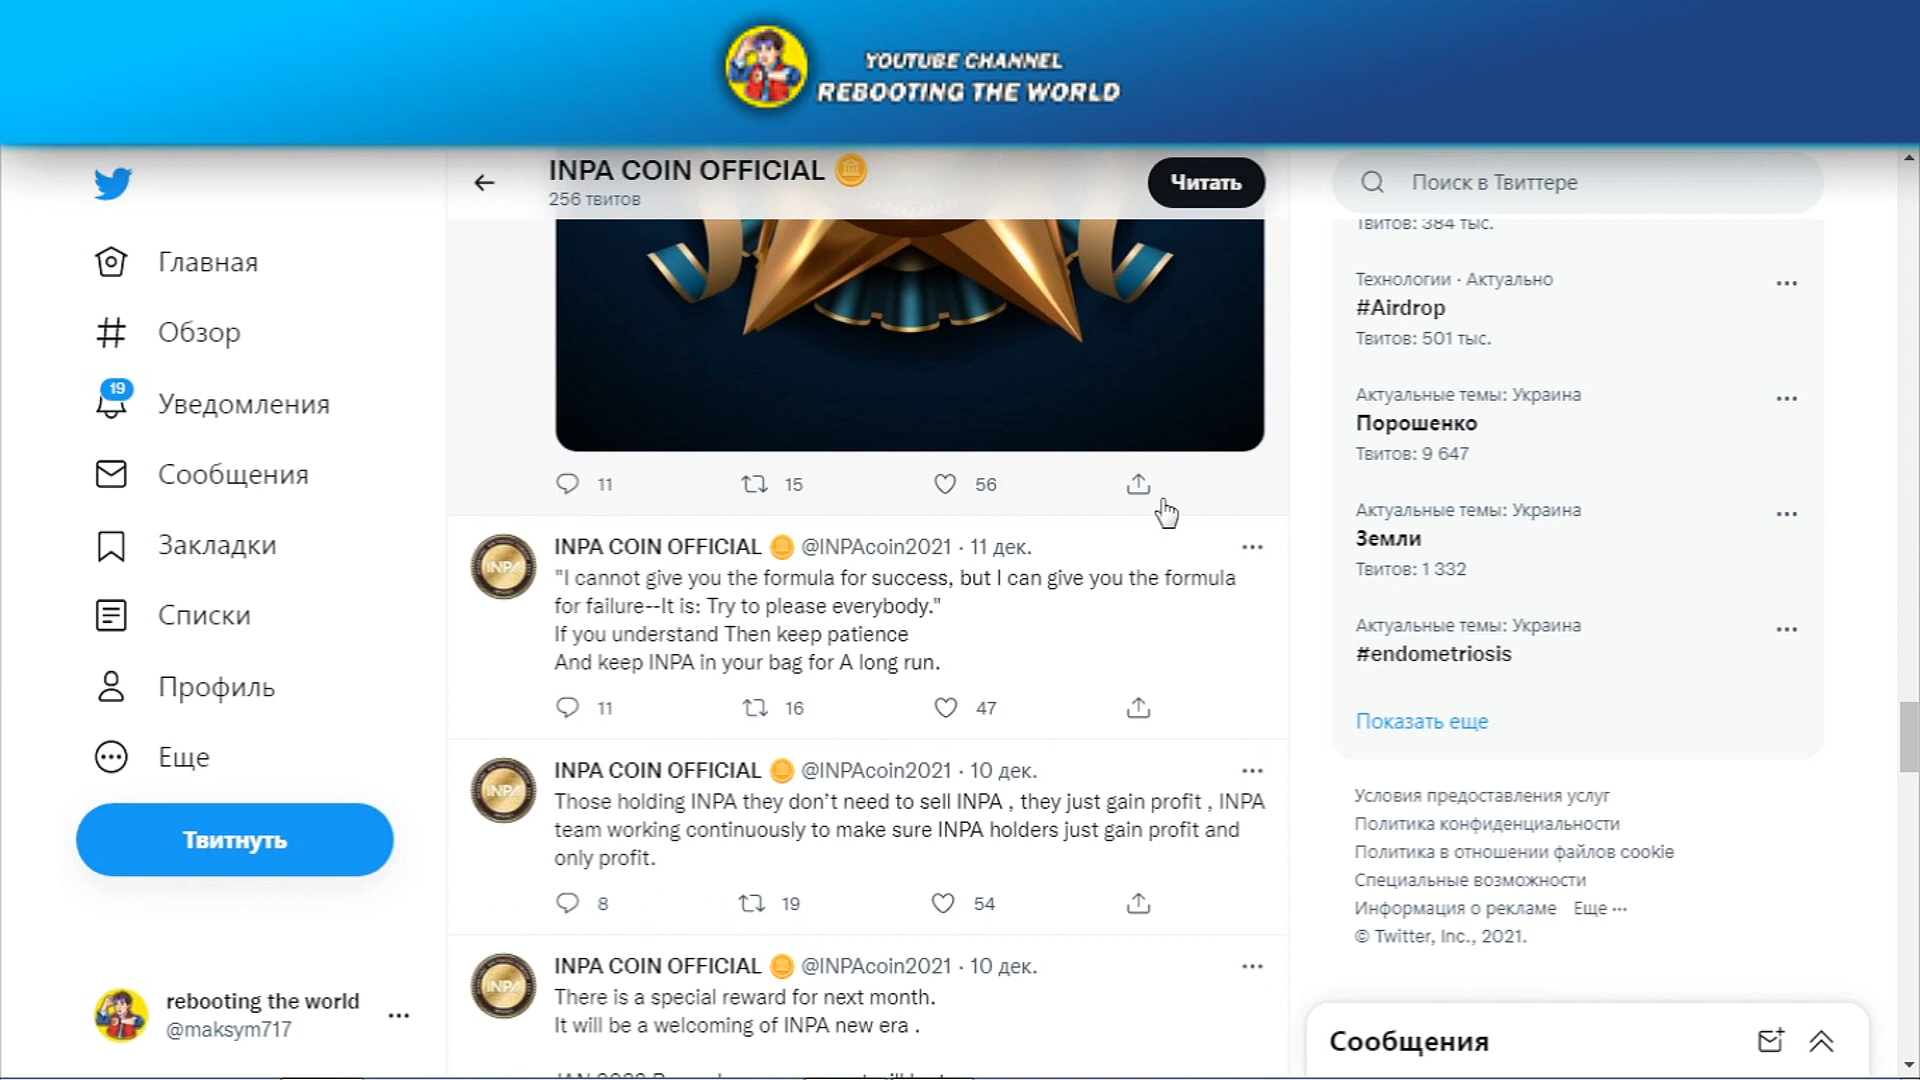 YOUTUBE CHANNEL
REBOOTING THE WORLD
INPA COIN OFFICIAL
256 твитов
Читать
Поиск в Твиттере
Главная
Обзор
19
Уведомления
Сообщения
Закладки
Списки
Профиль
Еще
Твитнуть
rebooting the world
@maksym717
11 15 56
INPA
INPA COIN OFFICIAL @INPAcoin2021 · 11 дек.
"I cannot give you the formula for success, but I can give you the formula
for failure--It is: Try to please everybody."
If you understand Then keep patience
And keep INPA in your bag for A long run.
11 16 47
INPA
INPA COIN OFFICIAL @INPAcoin2021 · 10 дек.
Those holding INPA they don’t need to sell INPA , they just gain profit , INPA
team working continuously to make sure INPA holders just gain profit and
only profit.
8 19 54
INPA
INPA COIN OFFICIAL @INPAcoin2021 · 10 дек.
There is a special reward for next month.
It will be a welcoming of INPA new era .
Твитов: 384 тыс.
Технологии · Актуально
#Airdrop
Твитов: 501 тыс.
Актуальные темы: Украина
Порошенко
Твитов: 9 647
Актуальные темы: Украина
Земли
Твитов: 1 332
Актуальные темы: Украина
#endometriosis
Показать еще
Условия предоставления услуг
Политика конфиденциальности
Политика в отношении файлов cookie
Специальные возможности
Информация о рекламе Еще ···
© Twitter, Inc., 2021.
Сообщения